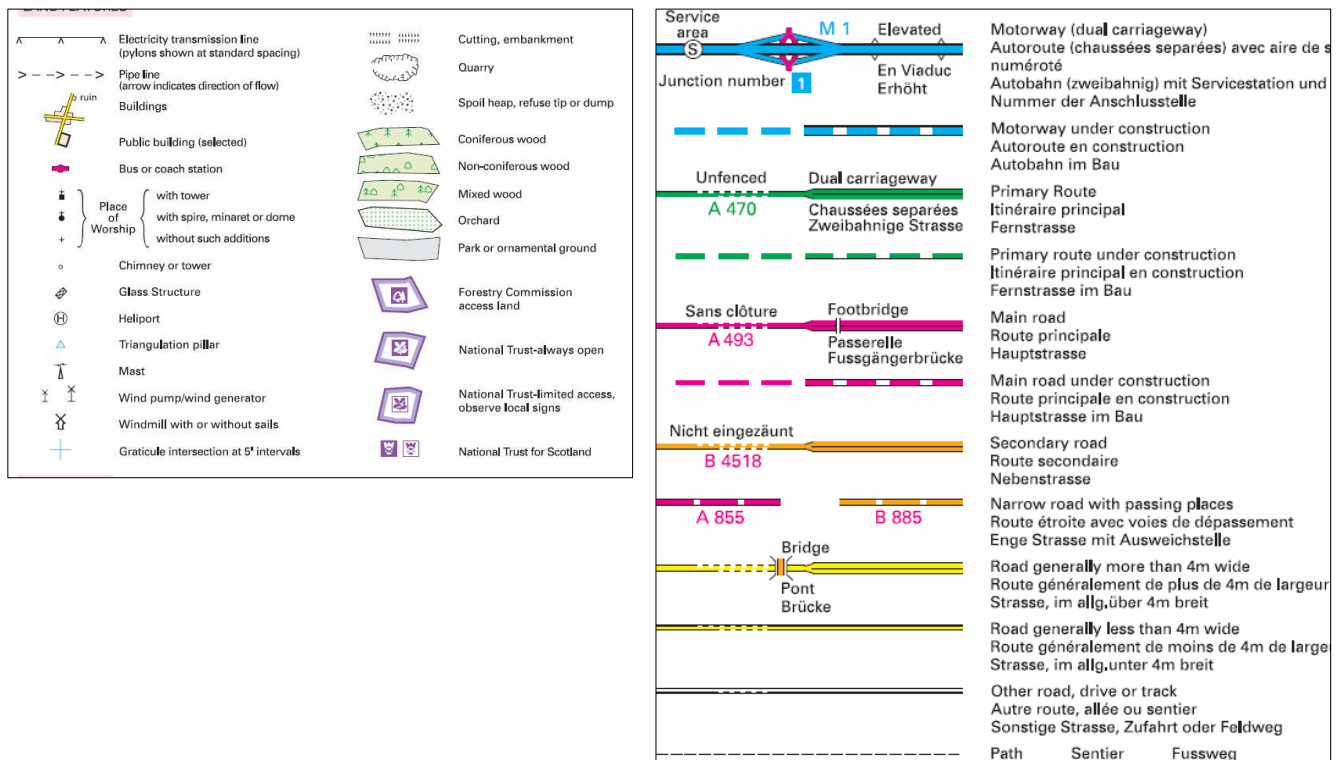 LAND FEATURES
Electricity transmission line
(pylons shown at standard spacing)
Pipe line
(arrow indicates direction of flow)
ruin
Buildings
Public building (selected)
Bus or coach station
Place
of
Worship
with tower
with spire, minaret or dome
without such additions
Chimney or tower
Glass Structure
H
Heliport
Triangulation pillar
Mast
Wind pump/wind generator
Windmill with or without sails
Graticule intersection at 5' intervals
Cutting, embankment
Quarry
Spoil heap, refuse tip or dump
Coniferous wood
Non-coniferous wood
Mixed wood
Orchard
Park or ornamental ground
Forestry Commission
access land
National Trust-always open
National Trust-limited access,
observe local signs
National Trust for Scotland
Service
area
S
M 1
Elevated
Junction number 1
En Viaduc
Erhöht
Motorway (dual carriageway)
Autoroute (chaussées separées) avec aire de s
numéroté
Autobahn (zweibahnig) mit Servicestation und
Nummer der Anschlusstelle
Motorway under construction
Autoroute en construction
Autobahn im Bau
Unfenced
Dual carriageway
A 470
Chaussées separées
Zweibahnige Strasse
Primary Route
Itinéraire principal
Fernstrasse
Primary route under construction
Itinéraire principal en construction
Fernstrasse im Bau
Sans clôture
Footbridge
A 493
Passerelle
Fussgängerbrücke
Main road
Route principale
Hauptstrasse
Main road under construction
Route principale en construction
Hauptstrasse im Bau
Nicht eingezäunt
B 4518
Secondary road
Route secondaire
Nebenstrasse
A 855
B 885
Narrow road with passing places
Route étroite avec voies de dépassement
Enge Strasse mit Ausweichstelle
Bridge
Pont
Brücke
Road generally more than 4m wide
Route généralement de plus de 4m de largeur
Strasse, im allg.über 4m breit
Road generally less than 4m wide
Route généralement de moins de 4m de large
Strasse, im allg.unter 4m breit
Other road, drive or track
Autre route, allée ou sentier
Sonstige Strasse, Zufahrt oder Feldweg
Path Sentier Fussweg